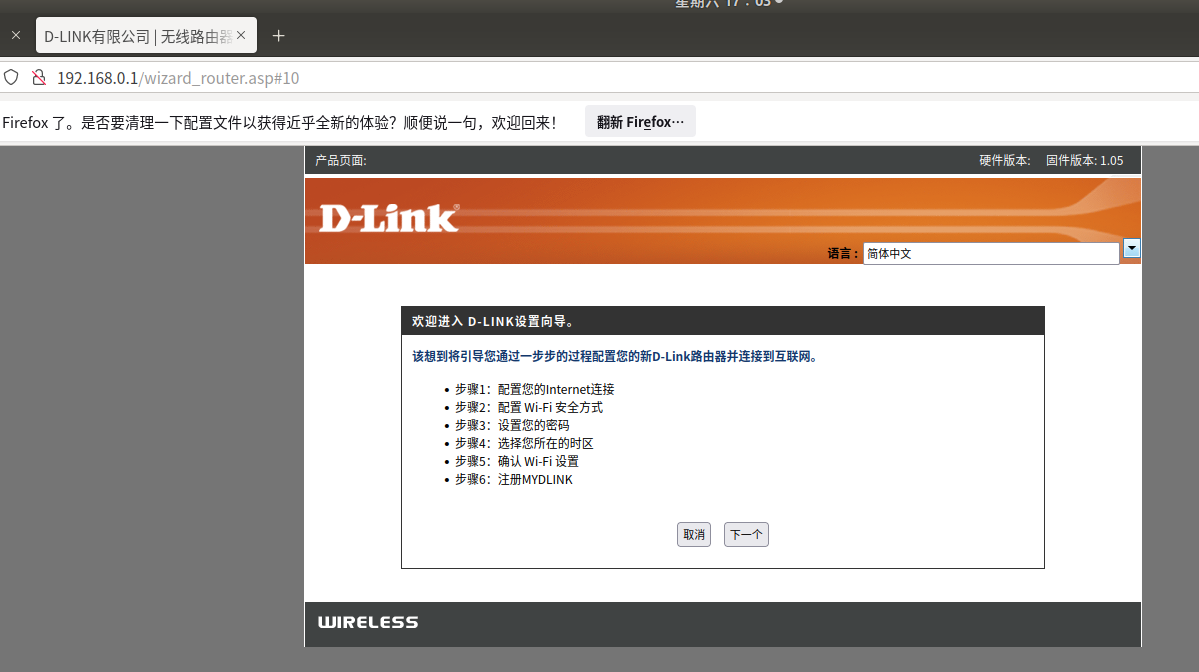 星期六 17：03
D-LINK有限公司 | 无线路由器
192.168.0.1/wizard_router.asp#10
Firefox 了。是否要清理一下配置文件以获得近乎全新的体验？顺便说一句，欢迎回来！ 翻新 Firefox…
产品页面: 硬件版本: 固件版本: 1.05
D-Link®
语言 : 简体中文
欢迎进入 D-LINK设置向导。
该想到将引导您通过一步步的过程配置您的新D-Link路由器并连接到互联网。
• 步骤1：配置您的Internet连接
• 步骤2：配置 Wi-Fi 安全方式
• 步骤3：设置您的密码
• 步骤4：选择您所在的时区
• 步骤5：确认 Wi-Fi 设置
• 步骤6：注册MYDLINK
取消 下一个
WIRELESS